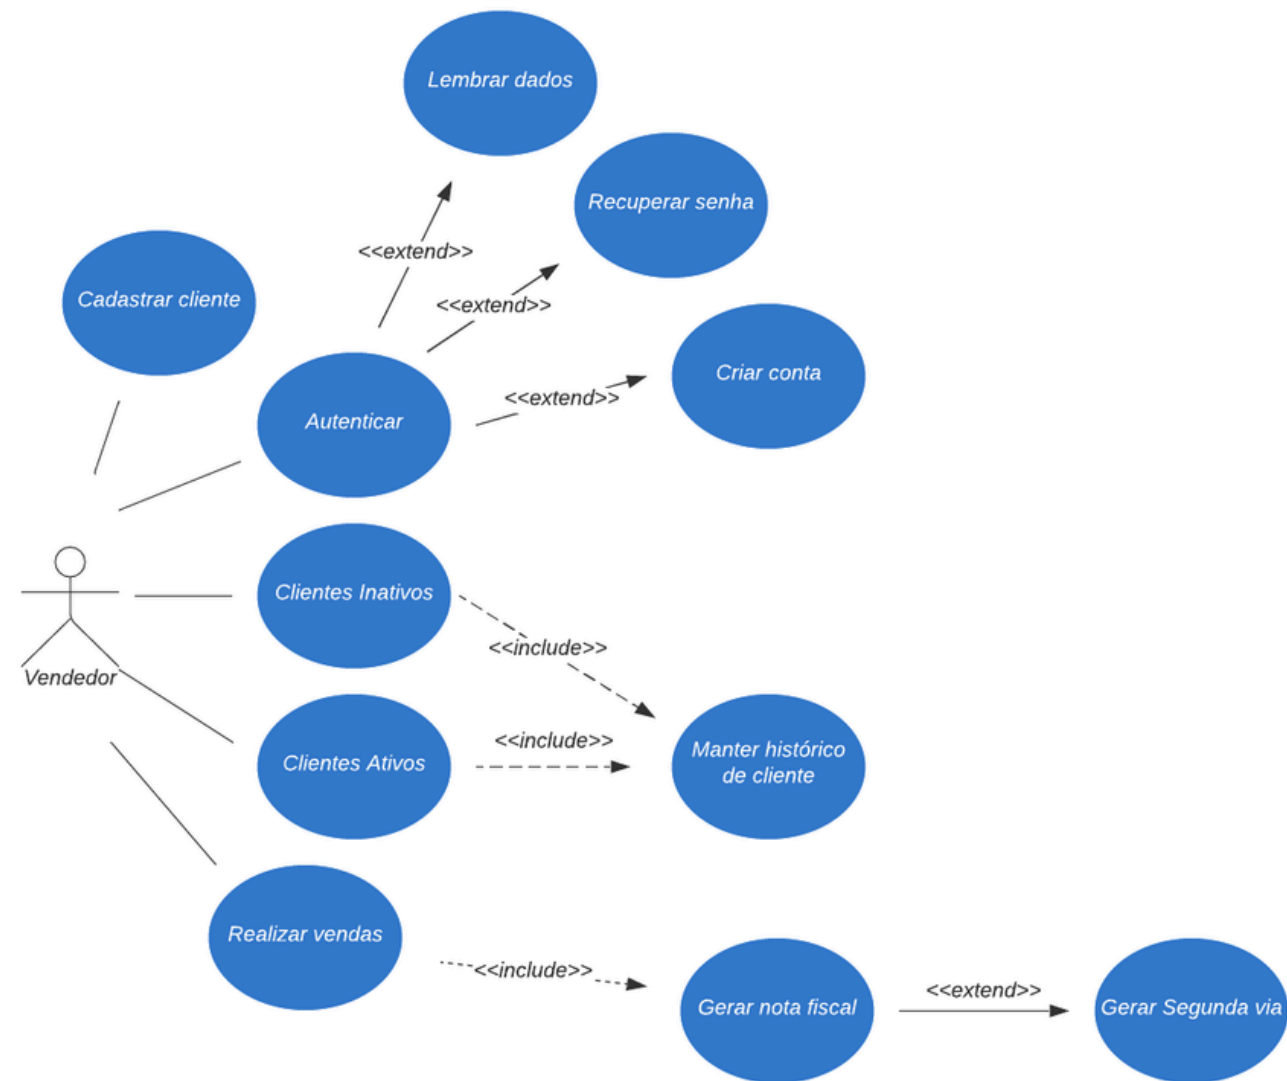 Lembrar dados
Recuperar senha
<<extend>>
Cadastrar cliente
<<extend>>
Criar conta
<<extend>>
Autenticar
Clientes Inativos
<<include>>
Vendedor
Clientes Ativos
<<include>>
Manter histórico
de cliente
Realizar vendas
<<include>>
Gerar nota fiscal
<<extend>>
Gerar Segunda via